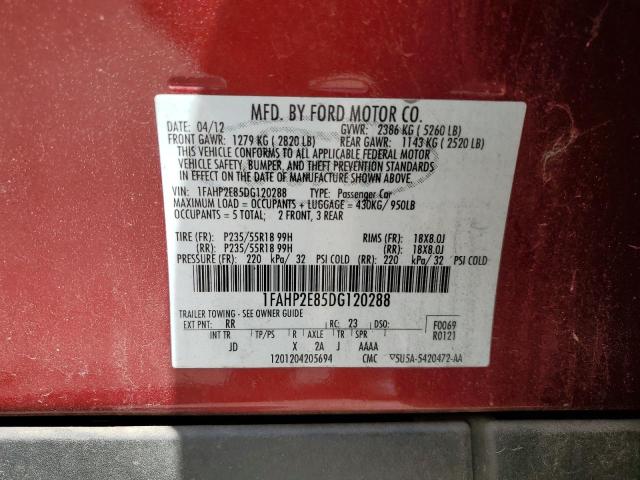 MFD. BY FORD MOTOR CO.
DATE: 04/12 GVWR: 2386 KG ( 5260 LB)
FRONT GAWR: 1279 KG ( 2820 LB) REAR GAWR: 1143 KG ( 2520 LB)
THIS VEHICLE CONFORMS TO ALL APPLICABLE FEDERAL MOTOR
VEHICLE SAFETY, BUMPER, AND THEFT PREVENTION STANDARDS
IN EFFECT ON THE DATE OF MANUFACTURE SHOWN ABOVE.
VIN: 1FAHP2E85DG120288 TYPE: Passenger Car
MAXIMUM LOAD = OCCUPANTS + LUGGAGE = 430KG/ 950LB
OCCUPANTS = 5 TOTAL; 2 FRONT, 3 REAR
TIRE (FR): P235/55R18 99H RIMS (FR): 18X8.0J
(RR): P235/55R18 99H (RR): 18X8.0J
PRESSURE (FR): 220 kPa/ 32 PSI COLD (RR): 220 kPa/ 32 PSI COLD
1FAHP2E85DG120288
TRAILER TOWING - SEE OWNER GUIDE
EXT PNT: RR RC: 23 DSO: F0069
INT TR TP/PS R AXLE TR SPR R0121
JD X 2A J AAAA
1201204205694 CMC 5U5A-5420472-AA